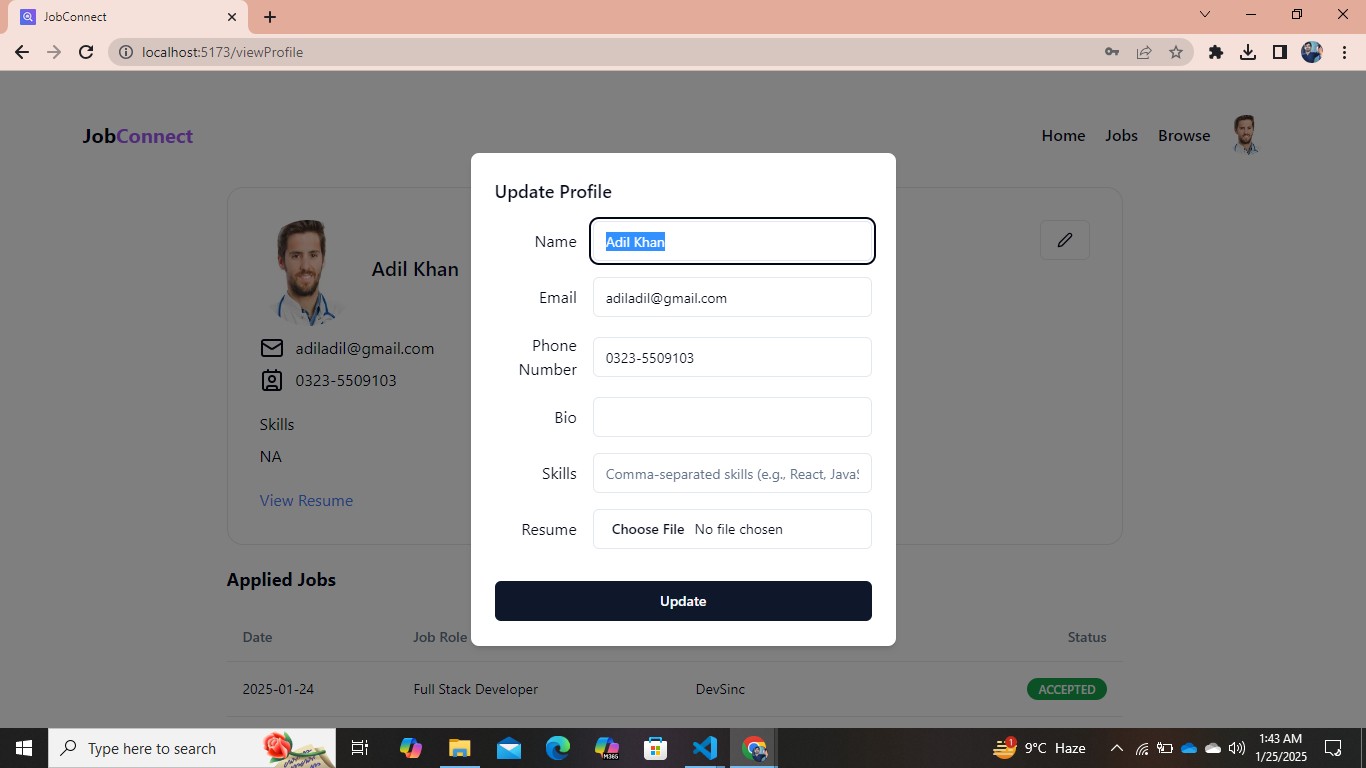 JobConnect
localhost:5173/viewProfile
JobConnect
Home Jobs Browse
Adil Khan
adiladil@gmail.com
0323-5509103
Skills
NA
View Resume
Update Profile
Name Adil Khan
Email adiladil@gmail.com
Phone Number 0323-5509103
Bio
Skills Comma-separated skills (e.g., React, JavaS
Resume Choose File No file chosen
Update
Applied Jobs
Date Job Role Status
2025-01-24 Full Stack Developer DevSinc ACCEPTED
Type here to search
M365
1
9°C Haze
1:43 AM
1/25/2025